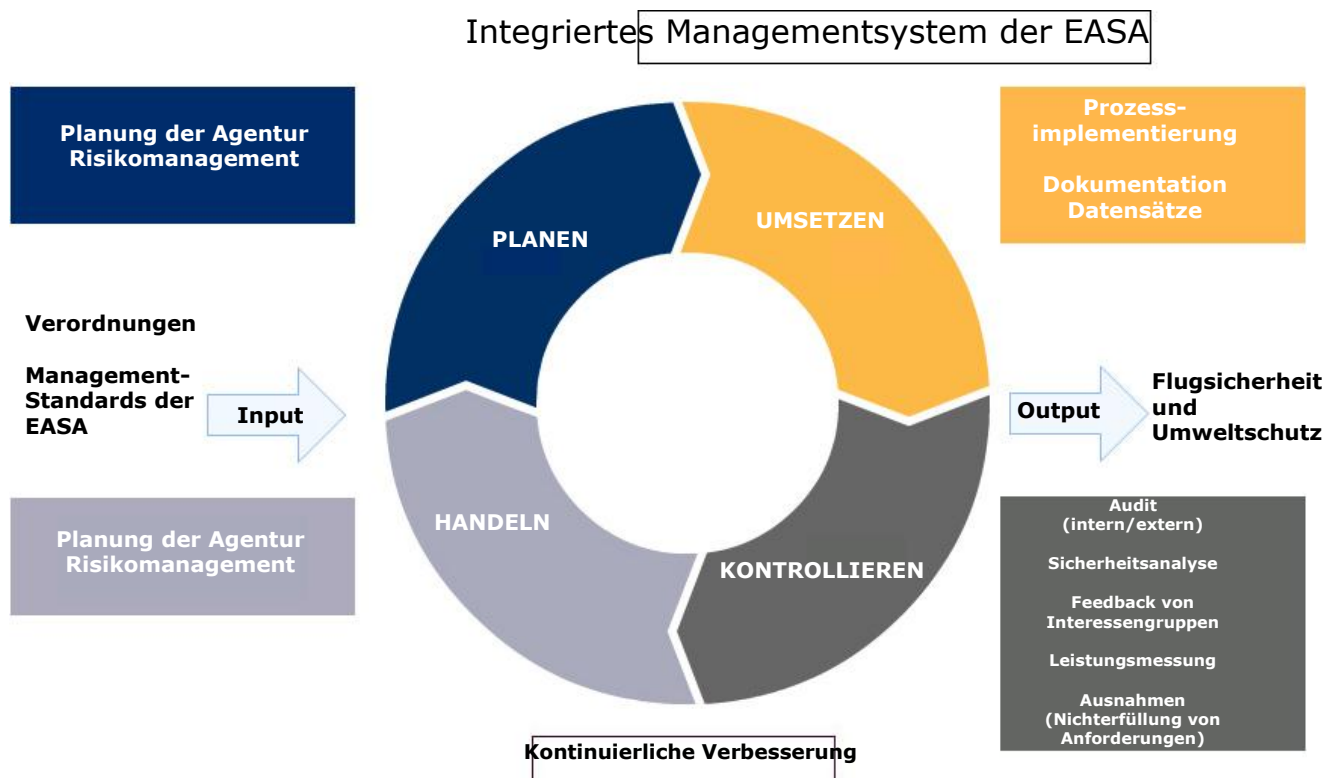 Integriertes Managementsystem der EASA
Planung der Agentur
Risikomanagement
Prozess-
implementierung
Dokumentation
Datensätze
PLANEN
UMSETZEN
Verordnungen
Management-
Standards der
EASA
Input
Output
Flugsicherheit
und
Umweltschutz
Planung der Agentur
Risikomanagement
HANDELN
KONTROLLIEREN
Audit
(intern/extern)
Sicherheitsanalyse
Feedback von
Interessengruppen
Leistungsmessung
Ausnahmen
(Nichterfüllung von
Anforderungen)
Kontinuierliche Verbesserung